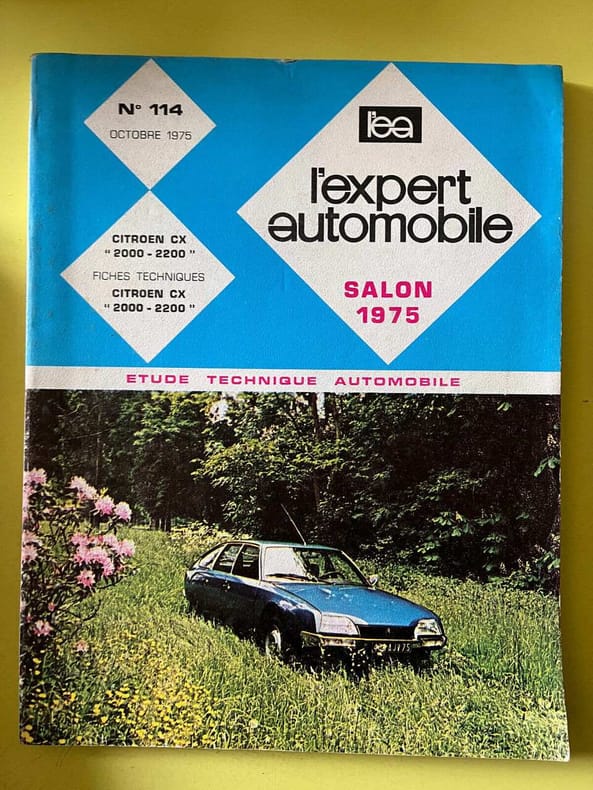 N° 114
OCTOBRE 1975
CITROEN CX
" 2000 - 2200 "
FICHES TECHNIQUES
CITROEN CX
" 2000 - 2200 "
l'ea
l'expert
automobile
SALON
1975
ETUDE TECHNIQUE AUTOMOBILE